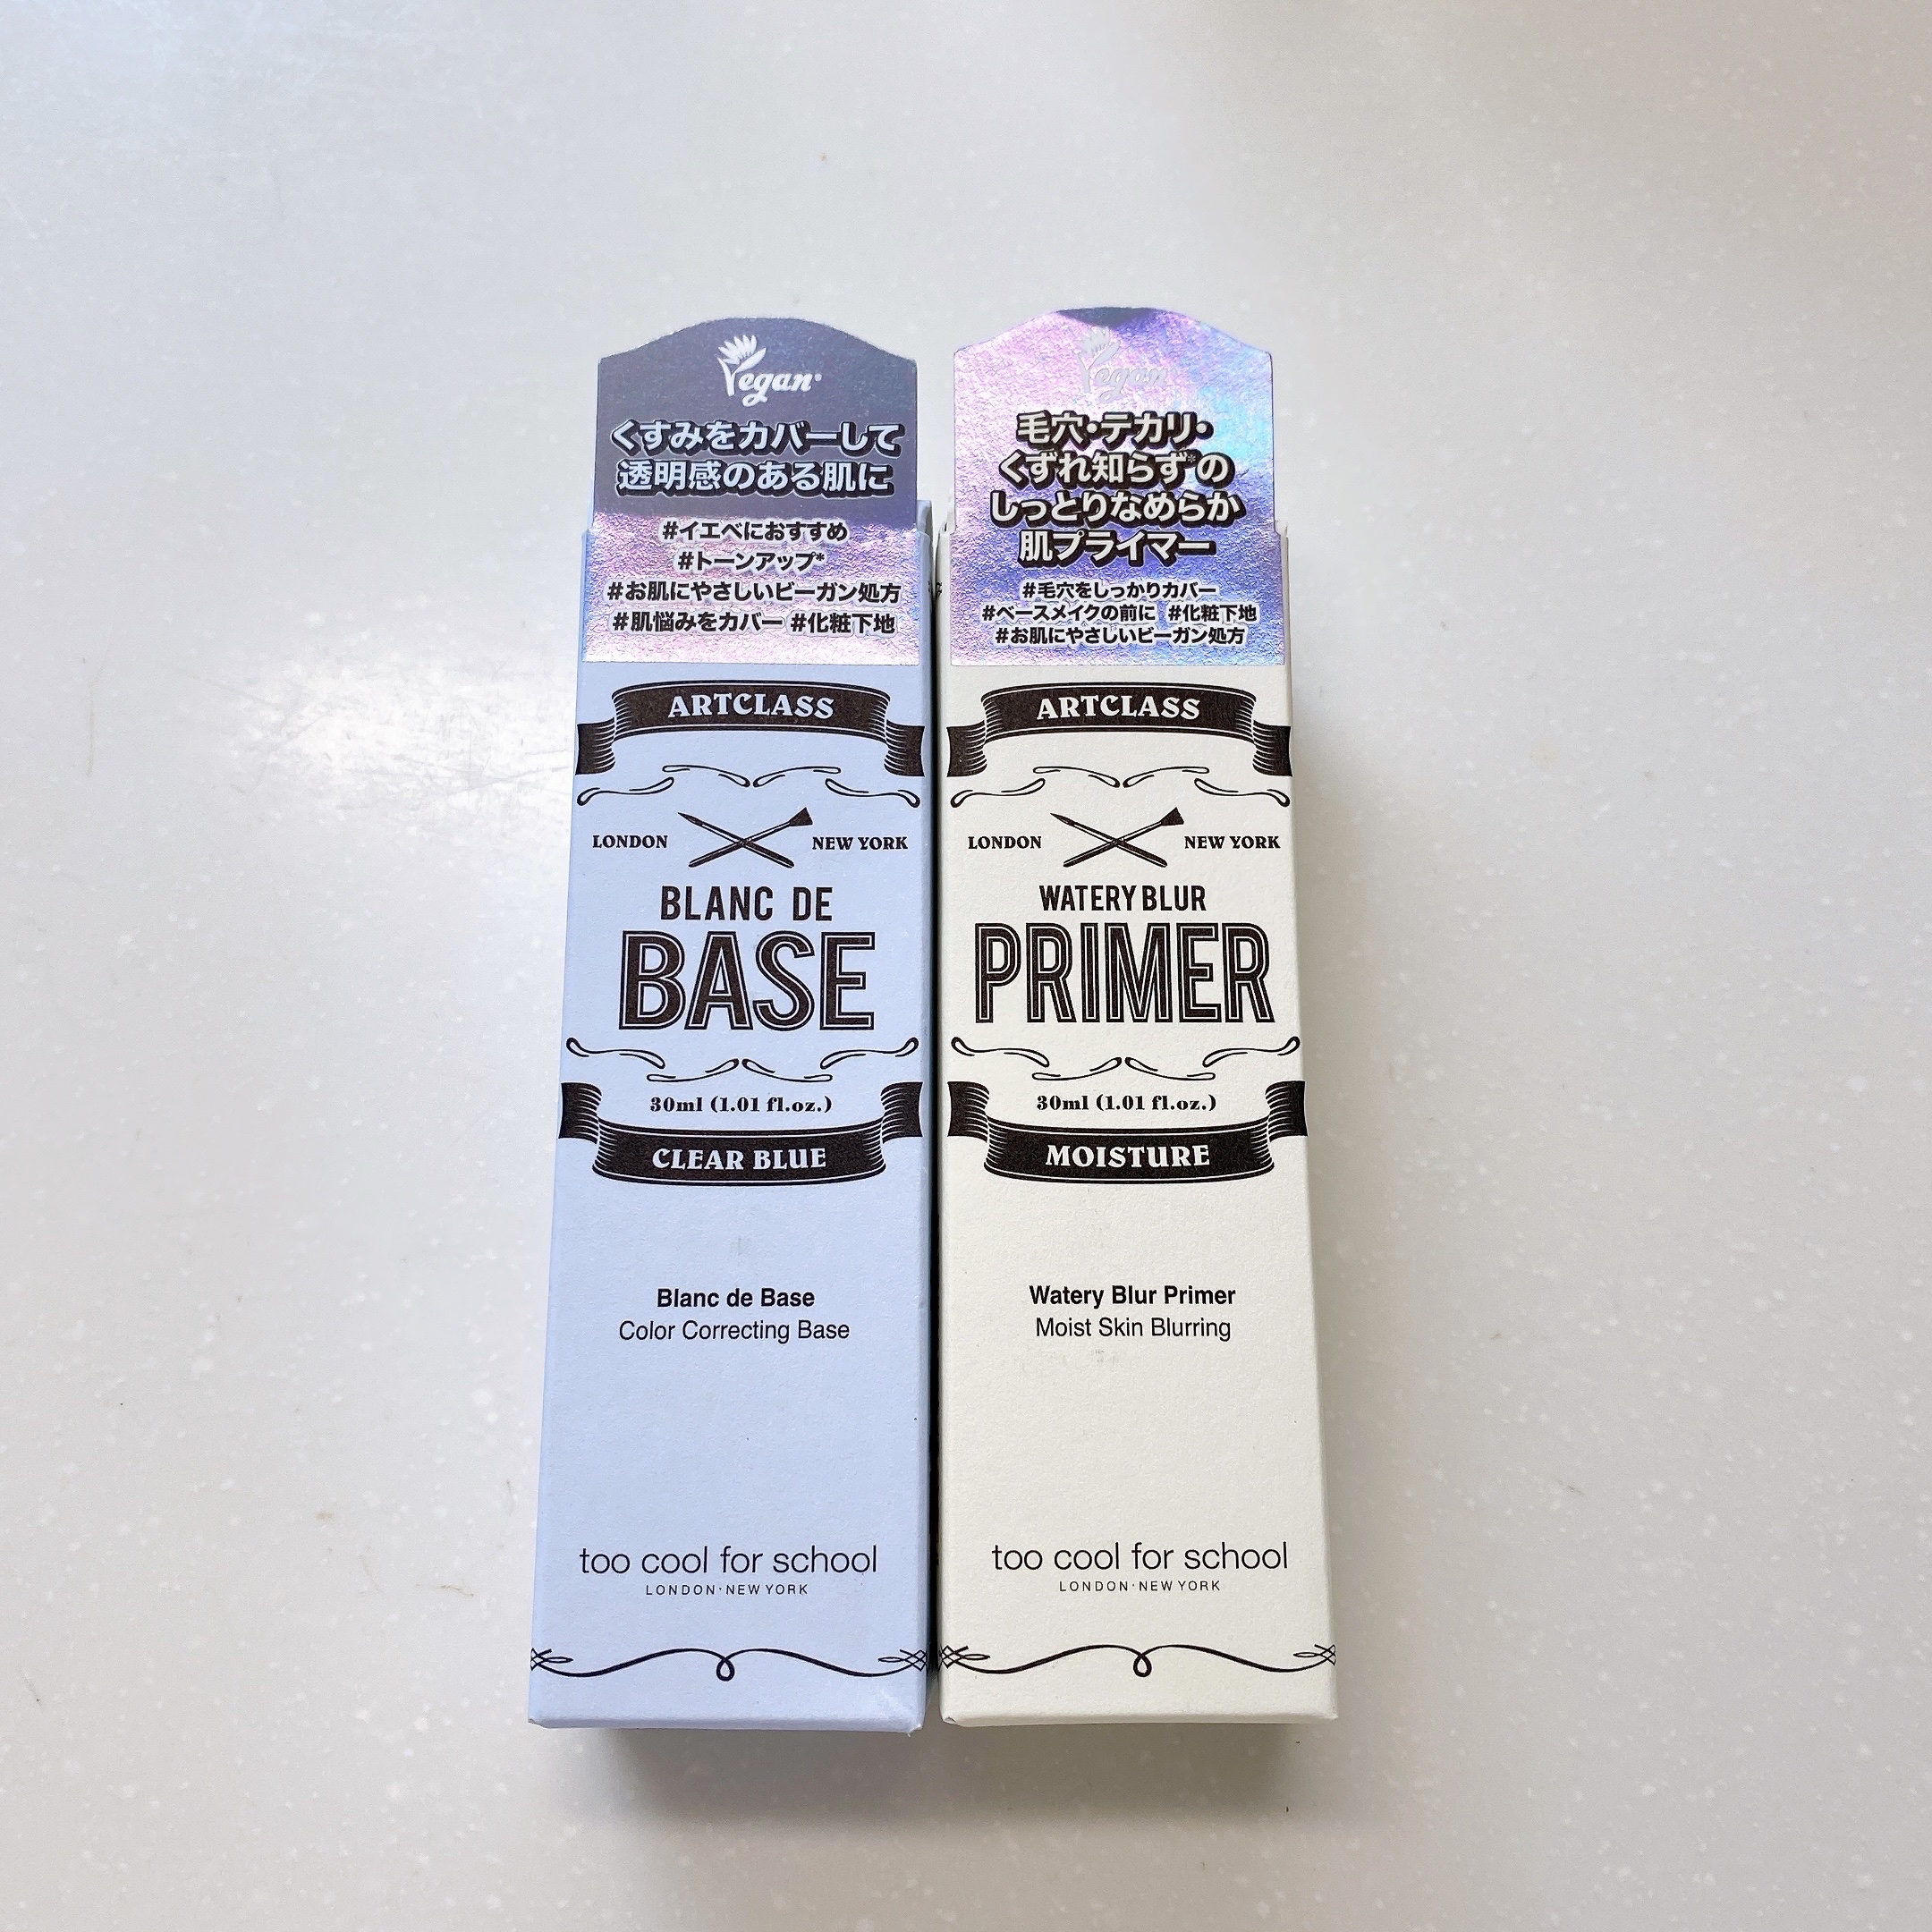 Vegan
くすみをカバーして
透明感のある肌に
#イエベにおすすめ
#トーンアップ*
#お肌にやさしいビーガン処方
#肌悩みをカバー #化粧下地
ARTCLASS
LONDON NEW YORK
BLANC DE
BASE
30ml (1.01 fl.oz.)
CLEAR BLUE
Blanc de Base
Color Correcting Base
too cool for school
LONDON·NEW YORK
Vegan
毛穴・テカリ・
くずれ知らず*の
しっとりなめらか
肌プライマー
#毛穴をしっかりカバー
#ベースメイクの前に #化粧下地
#お肌にやさしいビーガン処方
ARTCLASS
LONDON NEW YORK
WATERY BLUR
PRIMER
30ml (1.01 fl.oz.)
MOISTURE
Watery Blur Primer
Moist Skin Blurring
too cool for school
LONDON·NEW YORK